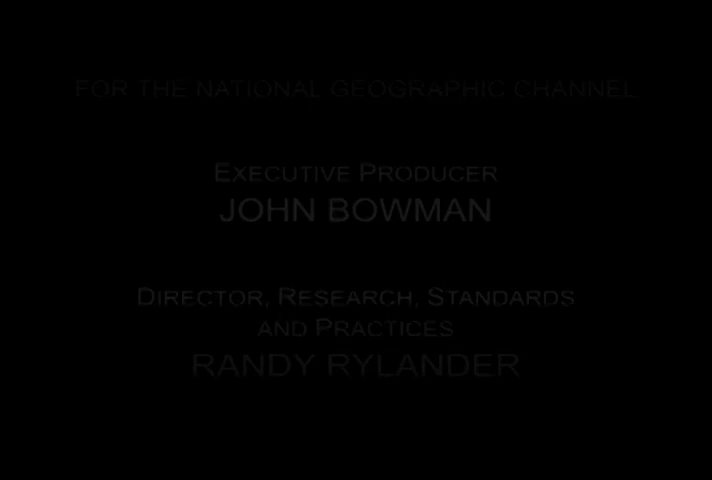 FOR THE NATIONAL GEOGRAPHIC CHANNEL
EXECUTIVE PRODUCER
JOHN BOWMAN
DIRECTOR, RESEARCH, STANDARDS
AND PRACTICES
RANDY RYLANDER